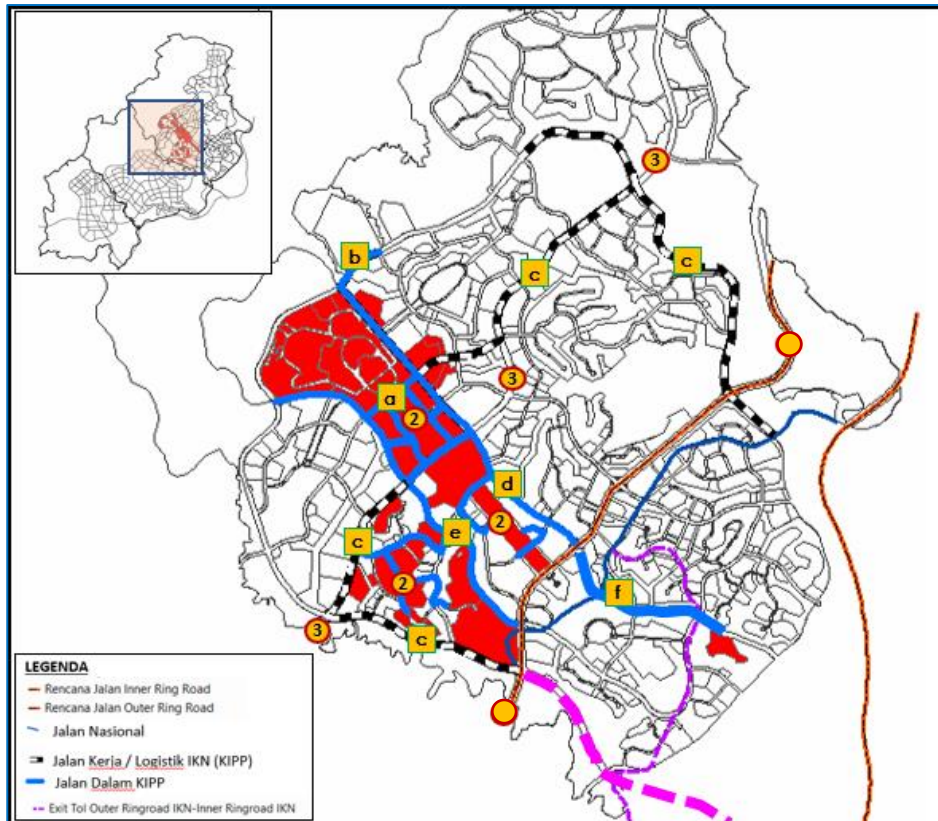 3
b
c
c
3
a
2
d
2
e
c
2
f
3
c
LEGENDA
Rencana Jalan Inner Ring Road
Rencana Jalan Outer Ring Road
Jalan Nasional
Jalan Kerja / Logistik IKN (KIPP)
Jalan Dalam KIPP
Exit Tol Outer Ringroad IKN-Inner Ringroad IKN